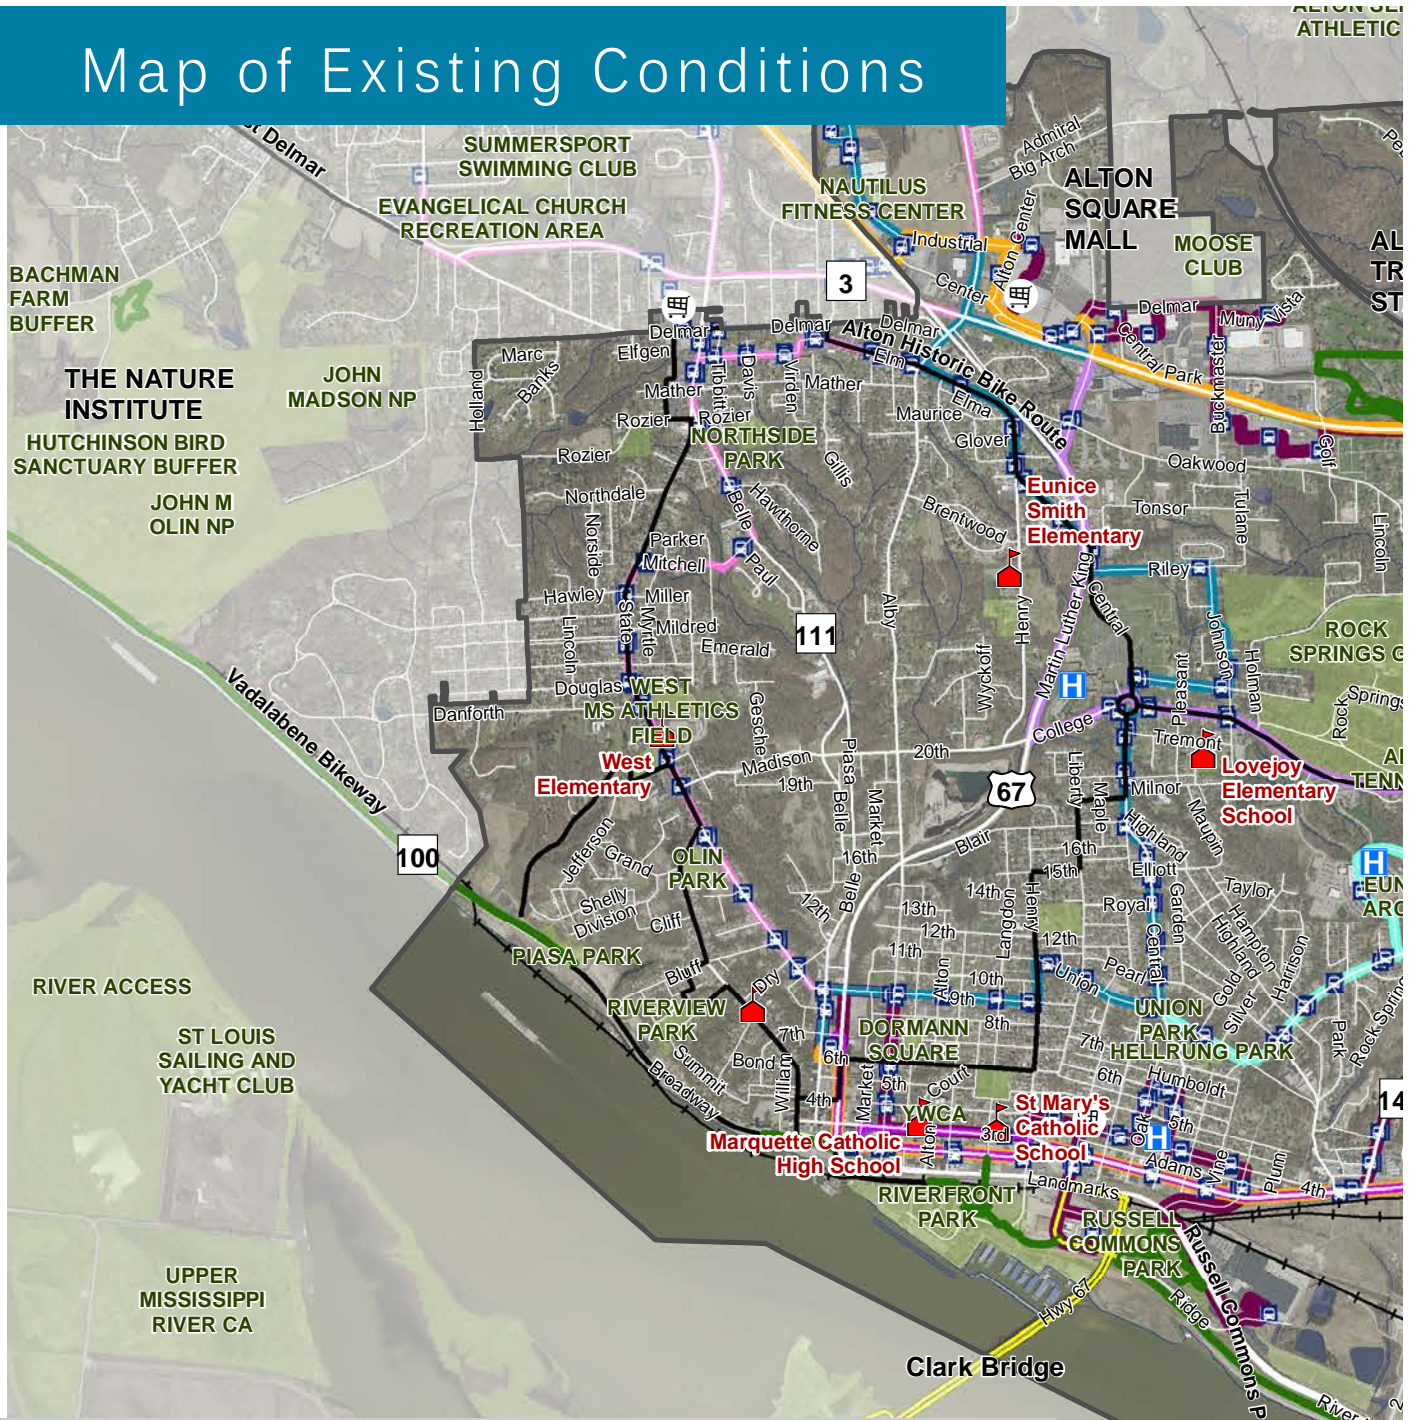 Map of Existing Conditions
ATHLETIC
Delmar
SUMMERSPORT
SWIMMING CLUB
EVANGELICAL CHURCH
RECREATION AREA
NAUTILUS
FITNESS CENTER
Admiral
Big Arch
ALTON
SQUARE
MALL
MOOSE
CLUB
Industrial
Alton Center
Center
3
BACHMAN
FARM
BUFFER
Delmar
Delmar
Delmar
Delmar
Muny Vista
Alton Historic Bike Route
Central Park
Buckmaster
Golf
Marc
Banks
Holland
Elfgen
Mather
Tibbitt
Davis
Virden
Mather
Elm
Elma
Maurice
Glover
THE NATURE
INSTITUTE
JOHN
MADSON NP
HUTCHINSON BIRD
SANCTUARY BUFFER
JOHN M
OLIN NP
Rozier
Rozier
Rozier
NORTHSIDE
PARK
Gillis
Oakwood
Tonsor
Tulane
Lincoln
Northdale
Norside
Belle
Hawthorne
Brentwood
Eunice
Smith
Elementary
Parker
Mitchell
Paul
Riley
Johnson
Hawley
Miller
State
Myrtle
Mildred
Emerald
Lincoln
111
Alby
Henry
Martin Luther King
Central
Wyckoff
ROCK
SPRINGS G
Holman
Pleasant
Springs
Rock
Douglas
WEST
MS ATHLETICS
FIELD
Danforth
Gesche
Madison
19th
Piasa
20th
College
Tremont
West
Elementary
Lovejoy
Elementary
School
Vadalabene Bikeway
67
Liberty
Maple
Milnor
Belle
Market
Highland
Maupin
100
Jefferson
Grand
OLIN
PARK
16th
Blair
16th
15th
Elliott
Shelly
Division
Cliff
12th
Belle
14th
Langdon
Henry
Royal
Garden
Taylor
Hampton
Highland
13th
12th
11th
12th
Central
Harrison
PIASA PARK
Bluff
Dry
Alton
10th
9th
Union
Pearl
Gold
Silver
RIVER ACCESS
RIVERVIEW
PARK
7th
DORMANN
SQUARE
8th
UNION
PARK
HELLRUNG PARK
Park
Rock Spring
ST LOUIS
SAILING AND
YACHT CLUB
Summit
Bond
William
6th
7th
6th
Humboldt
Broadway
4th
Market
5th
Court
5th
Oak
14
YWCA
Alton
3rd
St Mary's
Catholic
School
Marquette Catholic
High School
Adams
Vine
Plum
4th
Landmarks
RIVERFRONT
PARK
RUSSELL
COMMONS
PARK
Russell Commons P
UPPER
MISSISSIPPI
RIVER CA
Hwy 67
Ridge
Clark Bridge
River